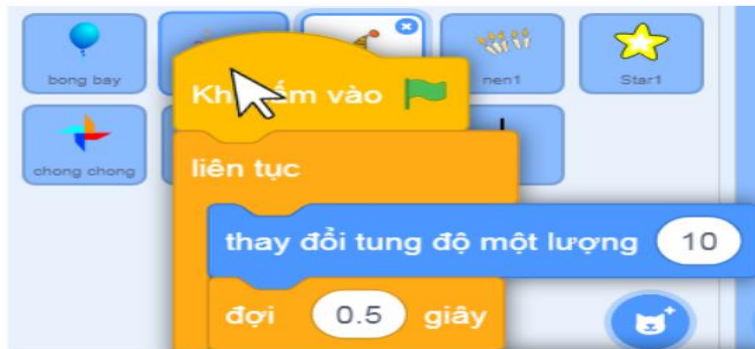 bong bay
nen1
Star1
vào
chong chong
liên tục
thay đổi tung độ một lượng 10
đợi 0.5 giây